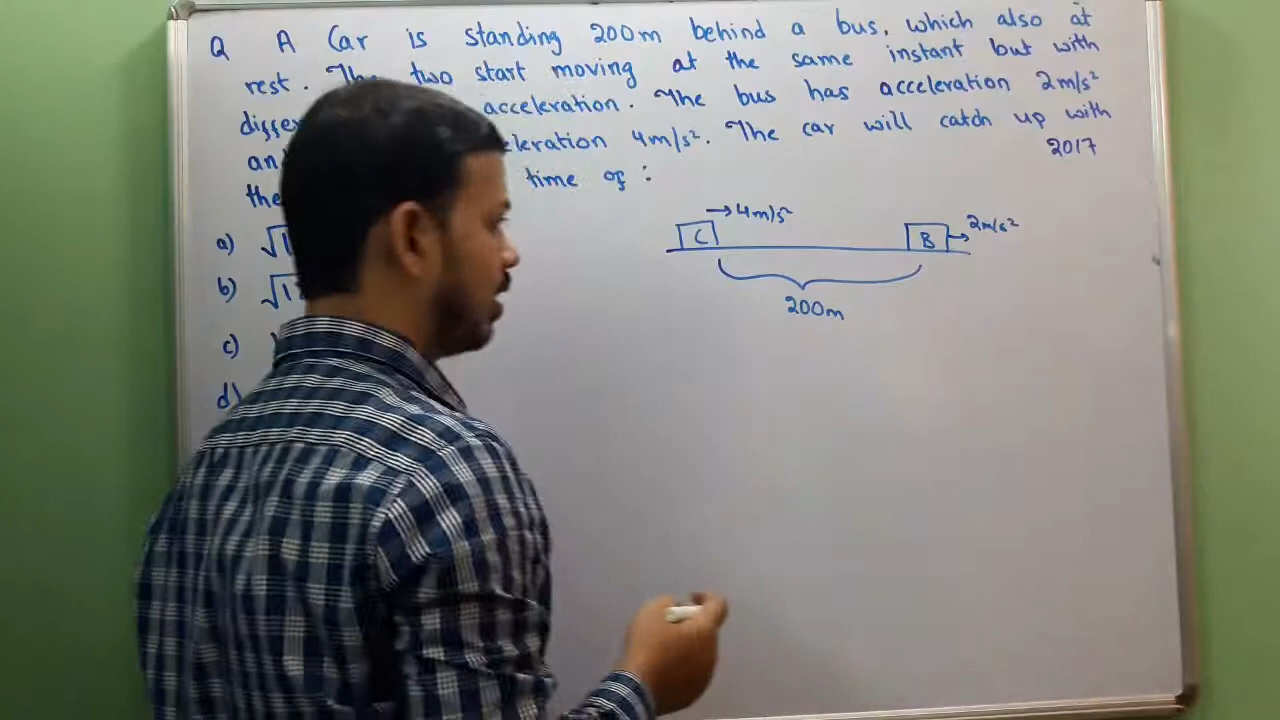 Q A Car is standing 200m behind a bus, which also at
rest. The two start moving at the same instant but with
acceleration. The bus has acceleration 2m/s²
4m/s². The car will catch up with
the time of :
2017
a)
b)
c)
d)
C → 4m/s²
B → 2m/s²
200m